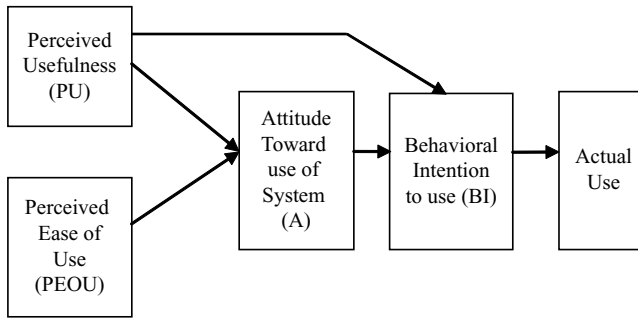 Perceived
Usefulness
(PU)
Perceived
Ease of
Use
(PEOU)
Attitude
Toward
use of
System
(A)
Behavioral
Intention
to use (BI)
Actual
Use